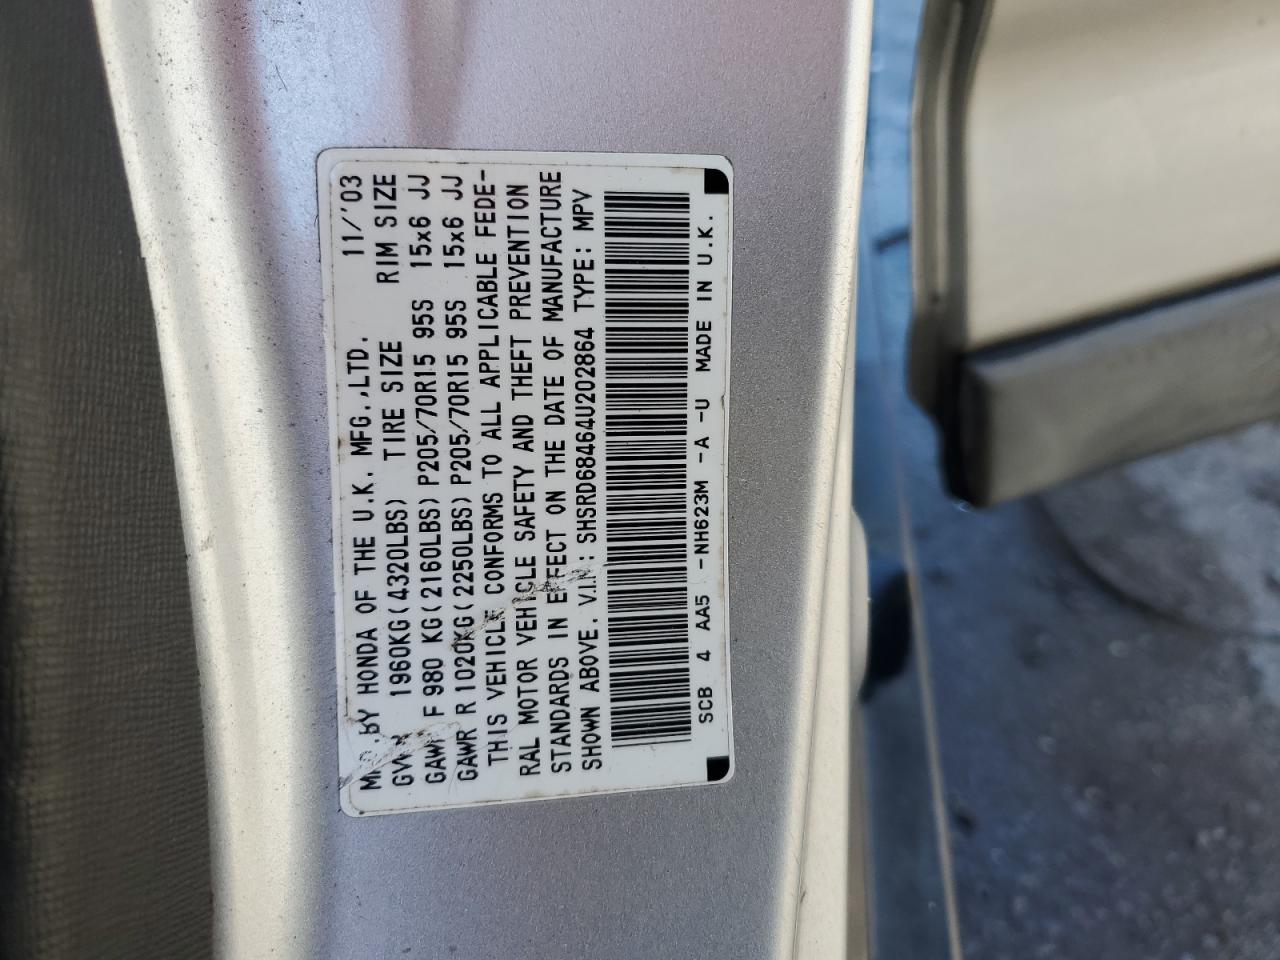 MFD.BY HONDA OF THE U.K. MFG.,LTD. 11/'03
GVWR 1960KG(4320LBS) TIRE SIZE RIM SIZE
GAWR F 980 KG(2160LBS) P205/70R15 95S 15x6 JJ
GAWR R 1020KG(2250LBS) P205/70R15 95S 15x6 JJ
THIS VEHICLE CONFORMS TO ALL APPLICABLE FEDE-
RAL MOTOR VEHICLE SAFETY AND THEFT PREVENTION
STANDARDS IN EFFECT ON THE DATE OF MANUFACTURE
SHOWN ABOVE. V.I.N: SHSRD68464U202864 TYPE: MPV
SCB 4 AA5 -NH623M -A -U MADE IN U.K.